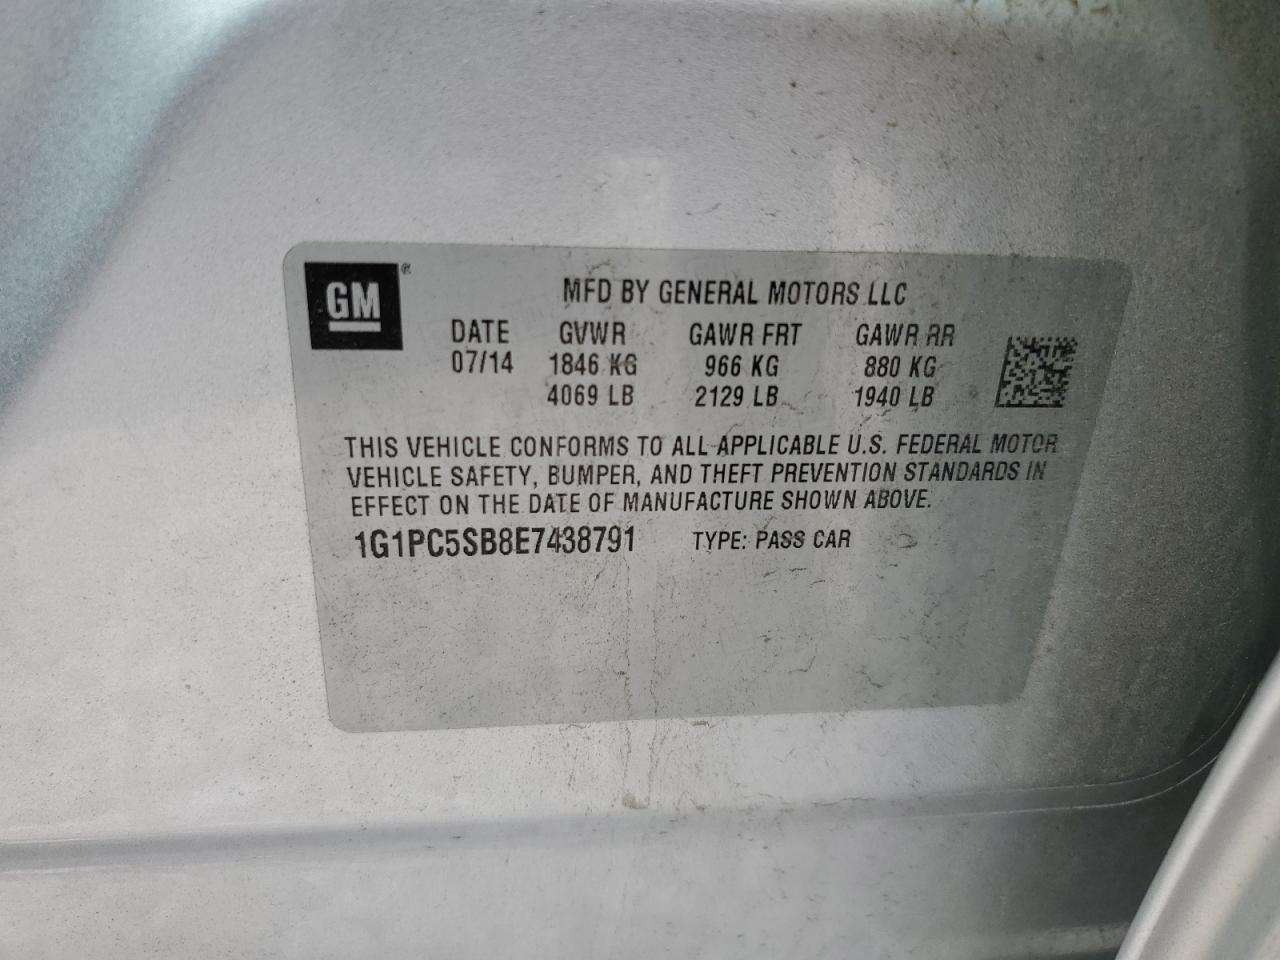 GM®
MFD BY GENERAL MOTORS LLC
DATE GVWR GAWR FRT GAWR RR
07/14 1846 KG 966 KG 880 KG
4069 LB 2129 LB 1940 LB
THIS VEHICLE CONFORMS TO ALL APPLICABLE U.S. FEDERAL MOTOR
VEHICLE SAFETY, BUMPER, AND THEFT PREVENTION STANDARDS IN
EFFECT ON THE DATE OF MANUFACTURE SHOWN ABOVE.
1G1PC5SB8E7438791 TYPE: PASS CAR